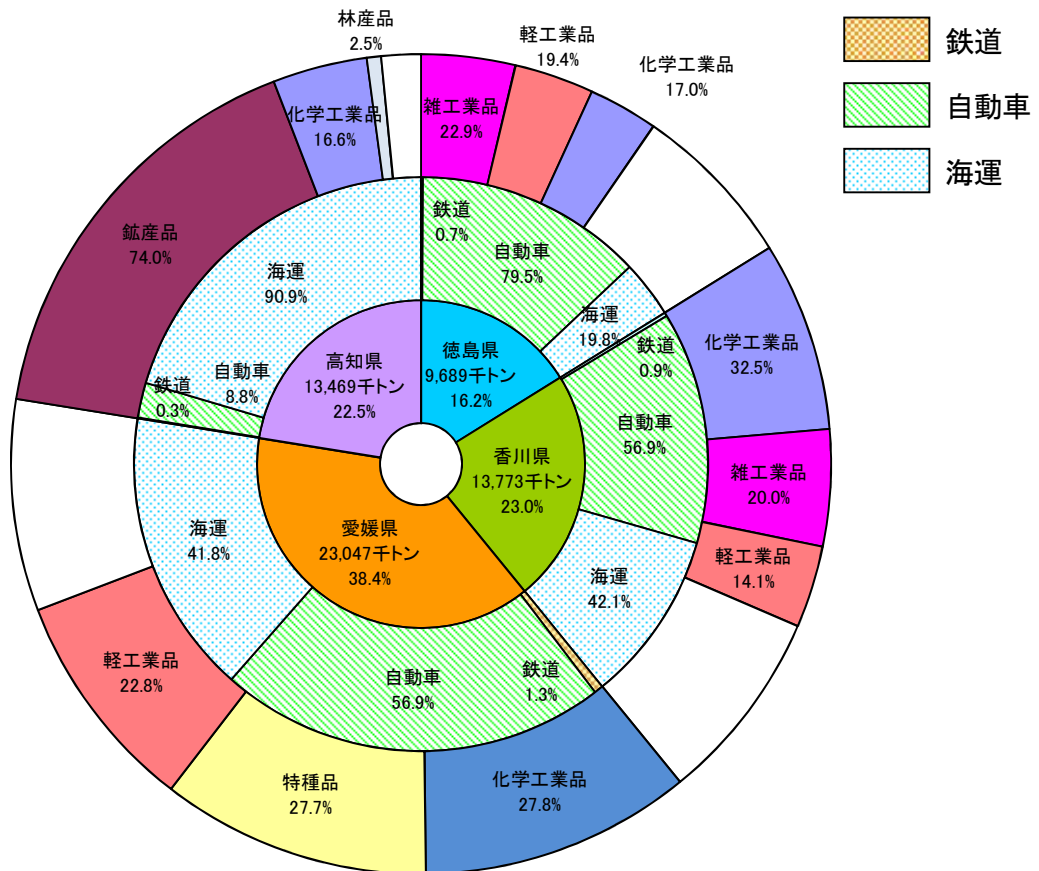 林産品
2.5%
軽工業品
19.4%
化学工業品
17.0%
鉄道
自動車
海運
化学工業品
16.6%
雑工業品
22.9%
鉱産品
74.0%
海運
90.9%
鉄道
0.7%
自動車
79.5%
海運
19.8%
化学工業品
32.5%
鉄道
0.9%
自動車
56.9%
高知県
13,469千トン
22.5%
徳島県
9,689千トン
16.2%
自動車
8.8%
鉄道
0.3%
香川県
13,773千トン
23.0%
雑工業品
20.0%
愛媛県
23,047千トン
38.4%
海運
41.8%
海運
42.1%
軽工業品
14.1%
軽工業品
22.8%
自動車
56.9%
鉄道
1.3%
特種品
27.7%
化学工業品
27.8%